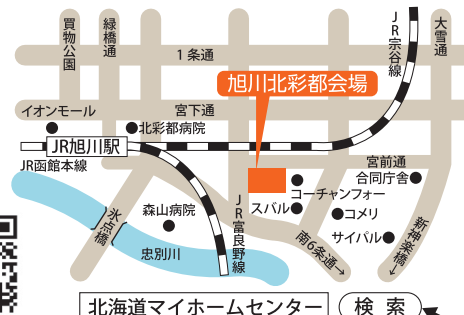 買物公園
緑橋通
JR宗谷線
大雪通
1条通
旭川北彩都会場
イオンモール
宮下通
北彩都病院
JR旭川駅
JR函館本線
宮前通
合同庁舎
コーチャンフォー
スバル
コメリ
サイパル
森山病院
氷点橋
忠別川
JR富良野線
南6条通→
新神楽橋→
北海道マイホームセンター
検索